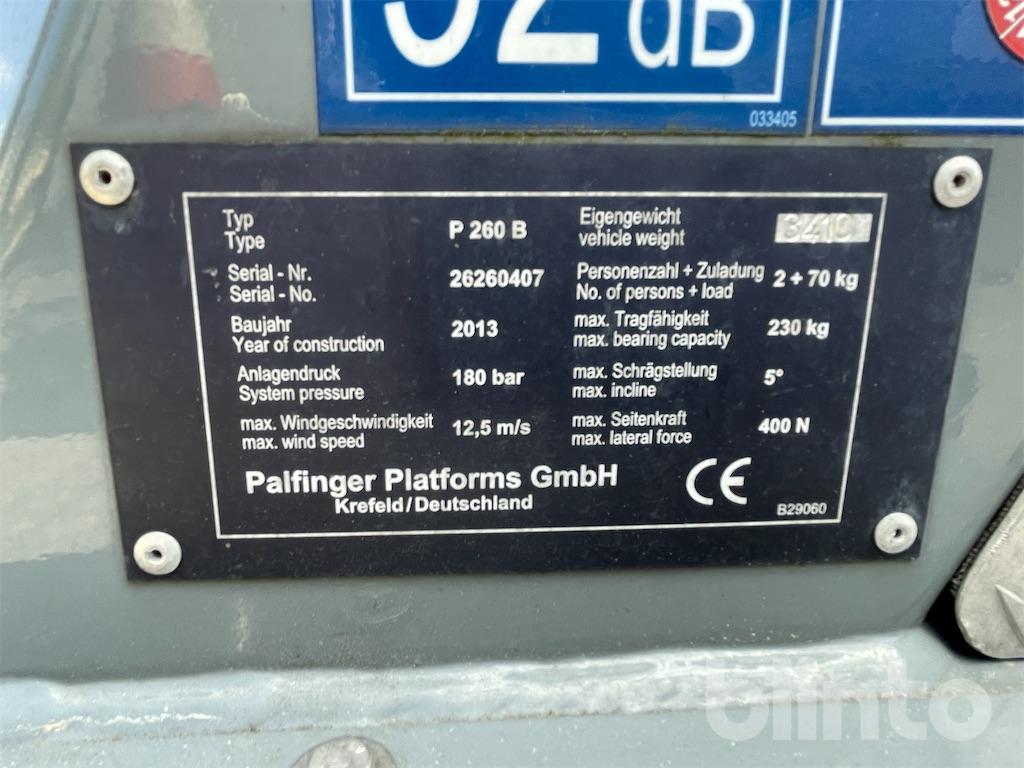 dB
033405
Typ
Type
P 260 B
Serial - Nr.
Serial - No.
26260407
Baujahr
Year of construction
2013
Anlagendruck
System pressure
180 bar
max. Windgeschwindigkeit
max. wind speed
12,5 m/s
Eigengewicht
vehicle weight
Personenzahl + Zuladung
No. of persons + load
2 + 70 kg
max. Tragfähigkeit
max. bearing capacity
230 kg
max. Schrägstellung
max. incline
5°
max. Seitenkraft
max. lateral force
400 N
Palfinger Platforms GmbH
Krefeld/Deutschland
CE
B29060
blinto